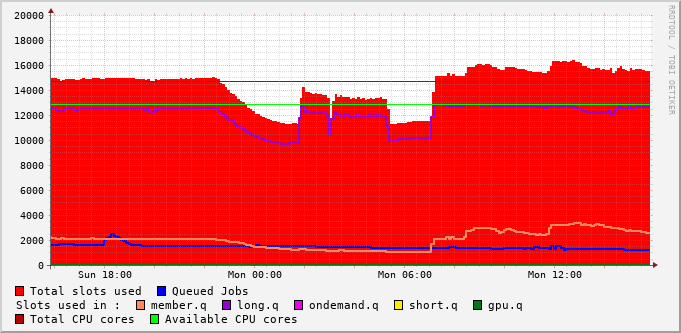 RRDTOOL / TOBI OETIKER
20000
18000
16000
14000
12000
10000
8000
6000
4000
2000
0
Sun 18:00 Mon 00:00 Mon 06:00 Mon 12:00
Total slots used Queued Jobs
Slots used in : member.q long.q ondemand.q short.q gpu.q
Total CPU cores Available CPU cores